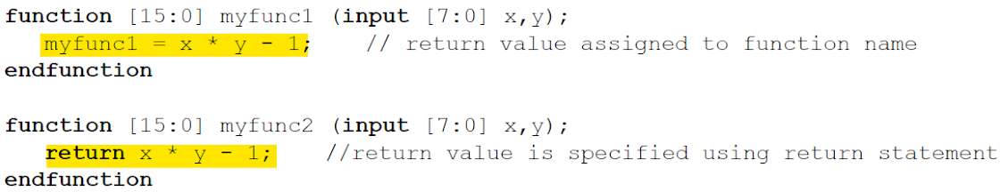 function [15:0] myfunc1 (input [7:0] x,y);
myfunc1 = x * y - 1; // return value assigned to function name
endfunction
function [15:0] myfunc2 (input [7:0] x,y);
return x * y - 1; //return value is specified using return statement
endfunction